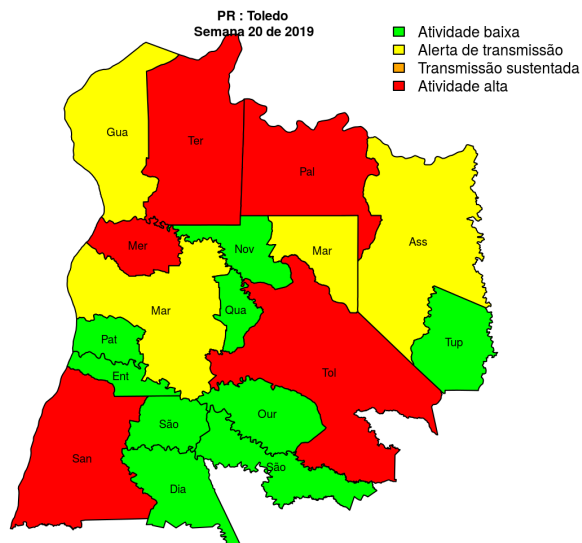 PR : Toledo
Semana 20 de 2019
Atividade baixa
Alerta de transmissão
Transmissão sustentada
Atividade alta
Gua
Ter
Pal
Mer
Nov
Mar
Ass
Mar
Qua
Pat
Tup
Ent
Tol
São
Our
San
São
Dia